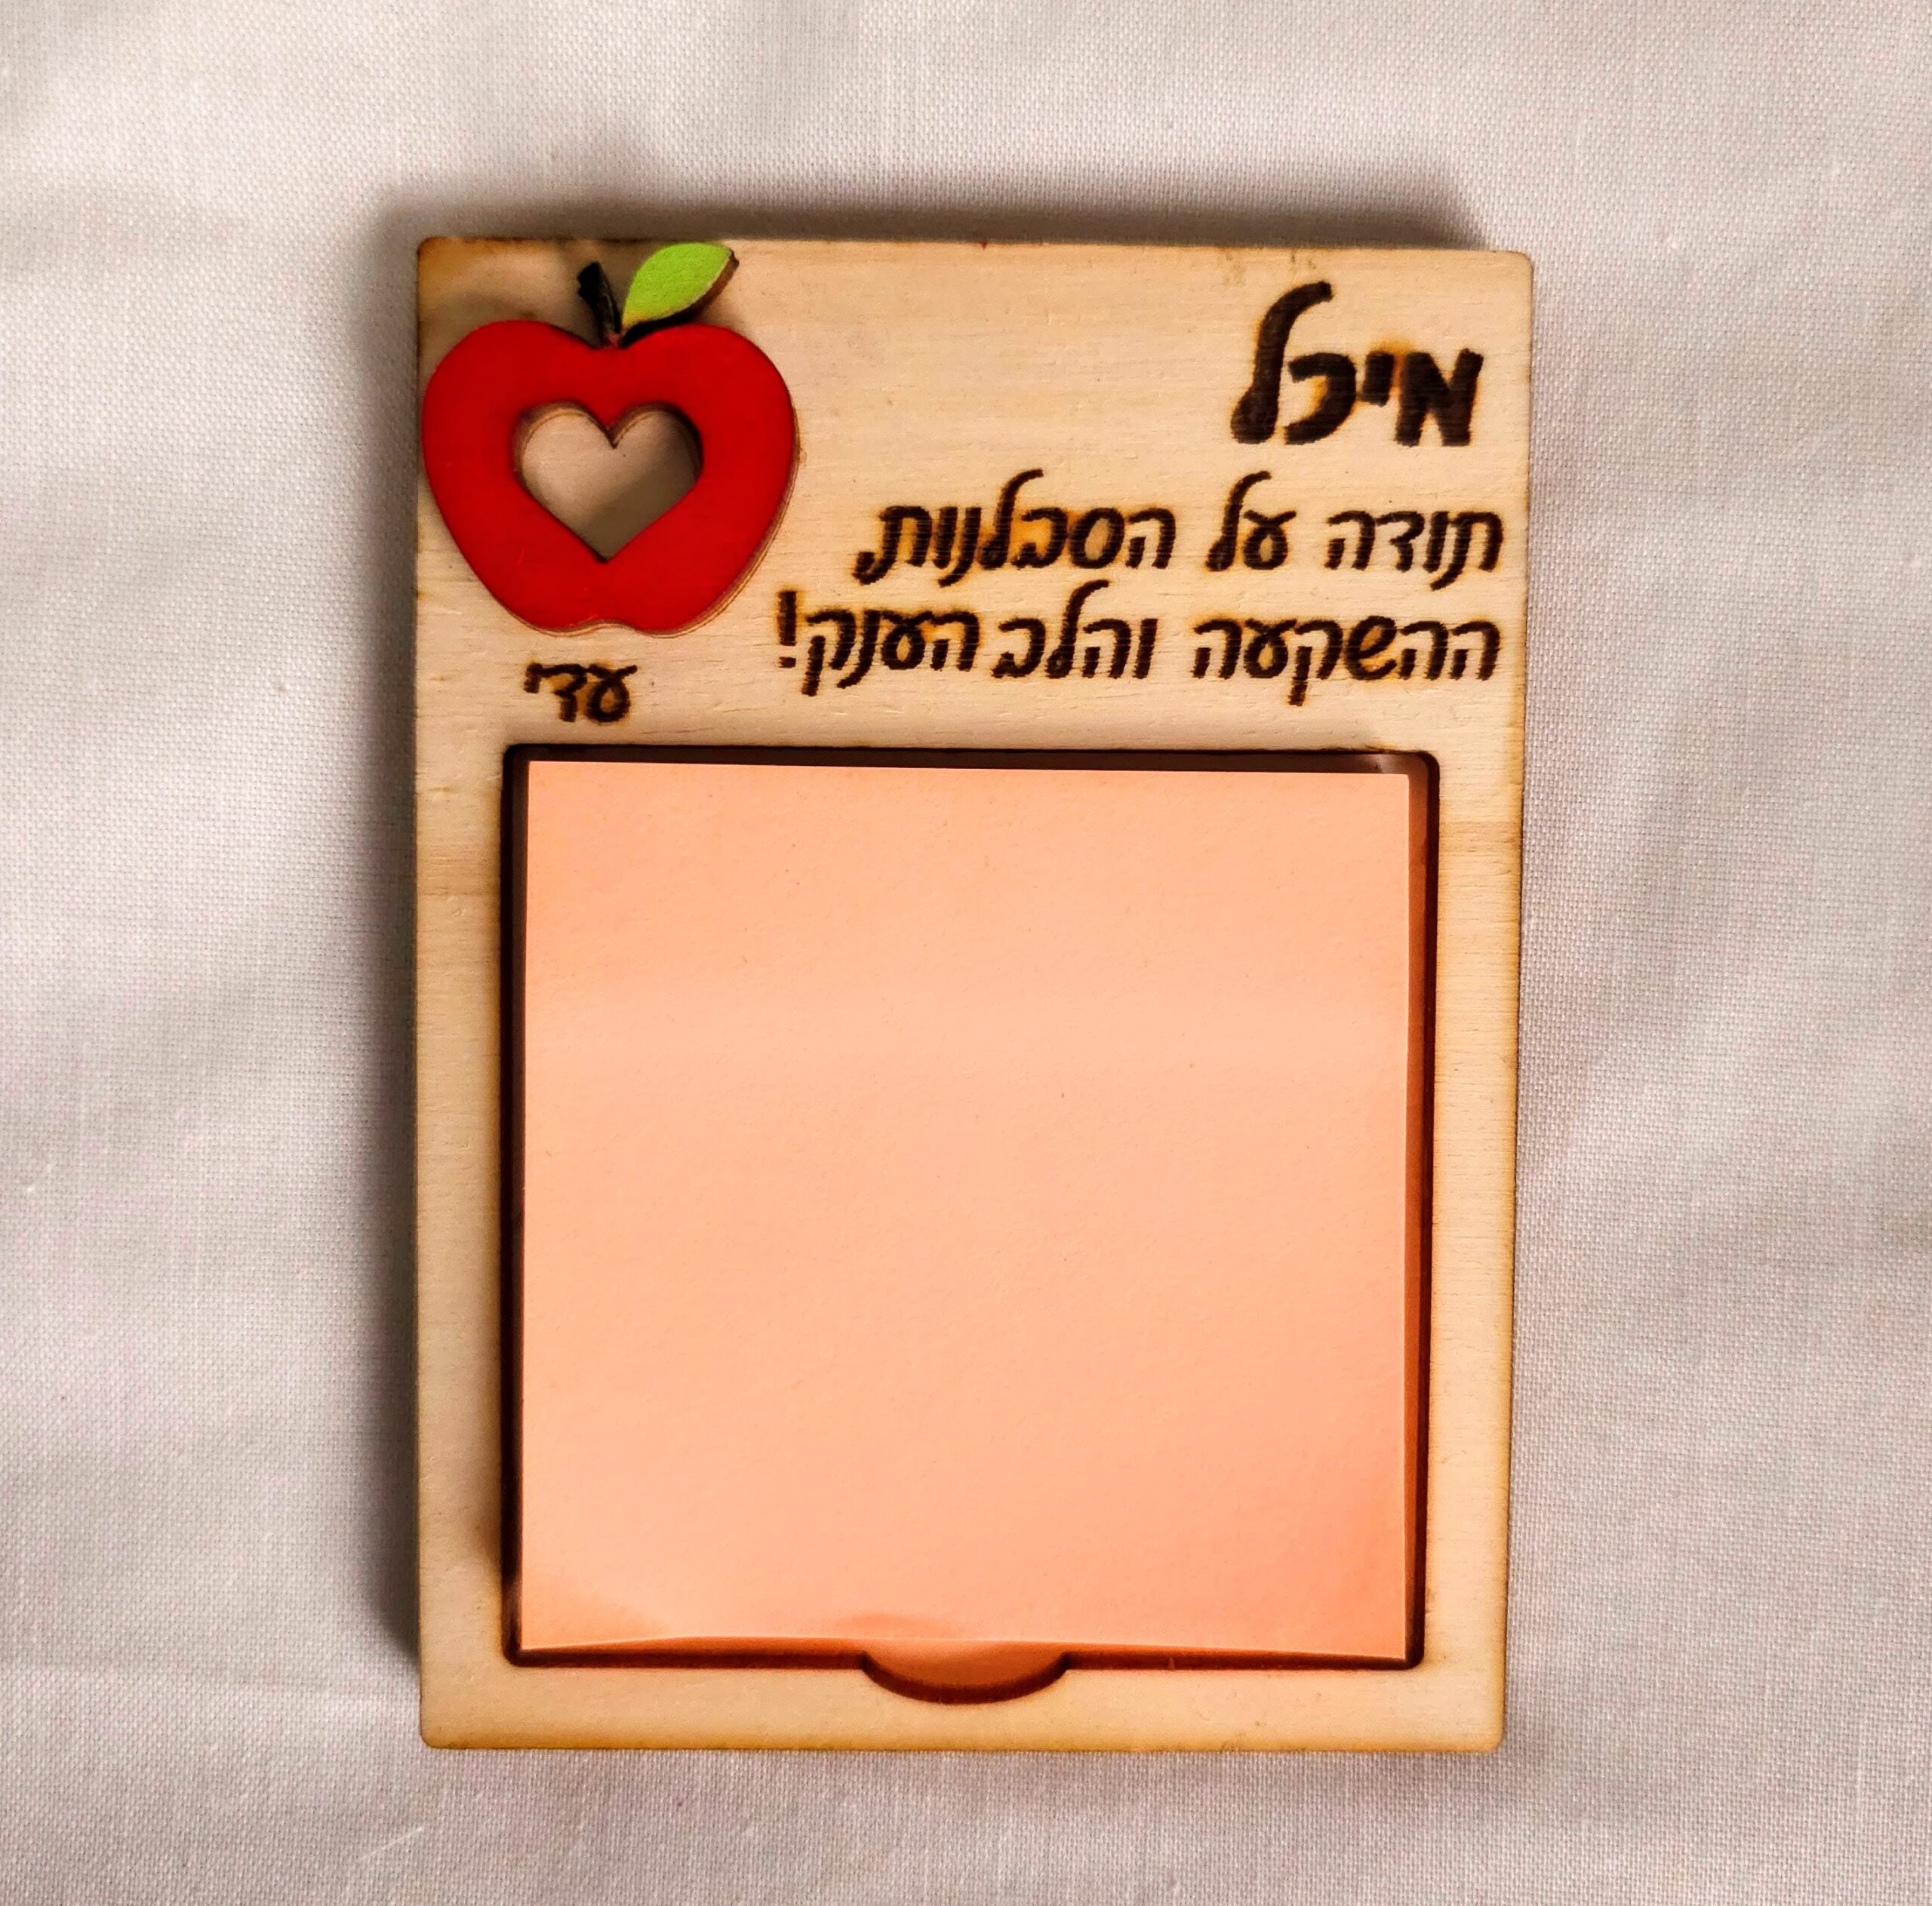 מיכל
תודה על הסבלנות,
ההשקעה והלב הענק!
עדי